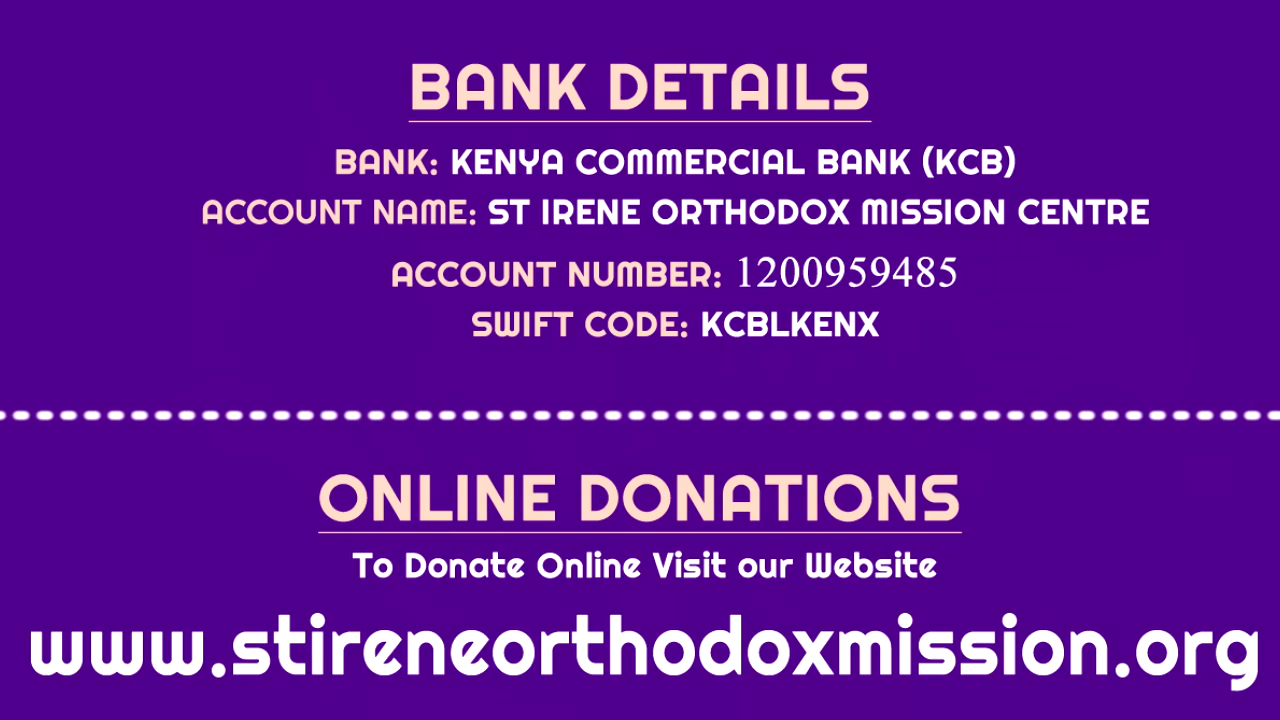 BANK DETAILS
BANK: KENYA COMMERCIAL BANK (KCB)
ACCOUNT NAME: ST IRENE ORTHODOX MISSION CENTRE
ACCOUNT NUMBER: 1200959485
SWIFT CODE: KCBLKENX
ONLINE DONATIONS
To Donate Online Visit our Website
www.stireneorthodoxmission.org